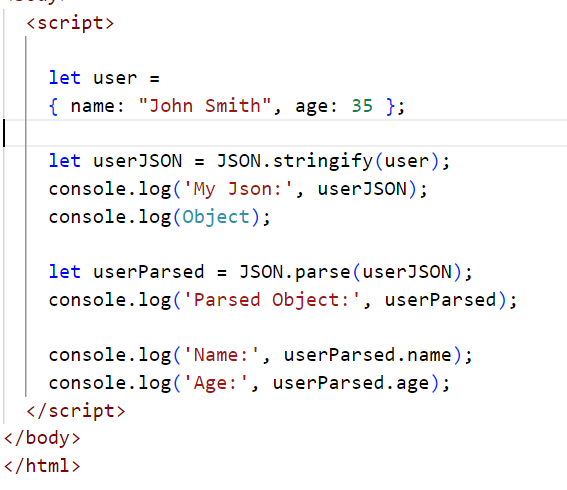 <body>
<script>
let user =
{ name: "John Smith", age: 35 };
let userJSON = JSON.stringify(user);
console.log('My Json:', userJSON);
console.log(Object);
let userParsed = JSON.parse(userJSON);
console.log('Parsed Object:', userParsed);
console.log('Name:', userParsed.name);
console.log('Age:', userParsed.age);
</script>
</body>
</html>